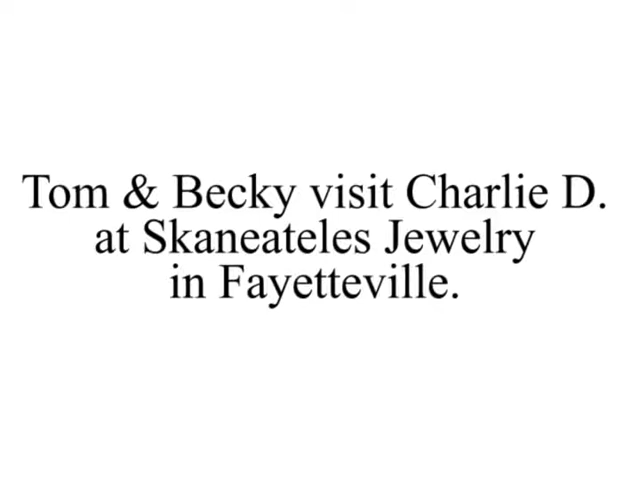 Tom & Becky visit Charlie D.
at Skaneateles Jewelry
in Fayetteville.